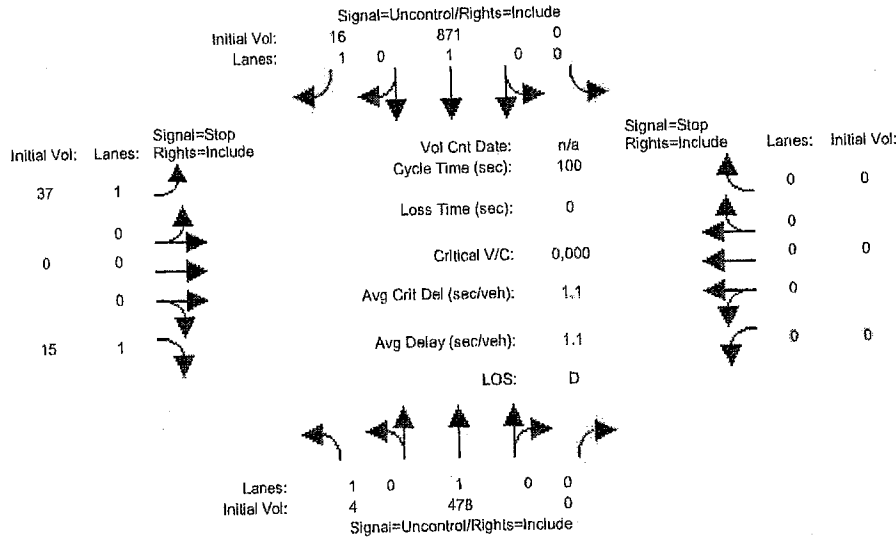 Signal=Uncontrol/Rights=Include
Initial Vol: 16 871 0
Lanes: 1 0 1 0 0
Initial Vol: Lanes: Signal=Stop Rights=Include
37 1
0
0 0
0
15 1
Vol Cnt Date: n/a
Cycle Time (sec): 100
Loss Time (sec): 0
Critical V/C: 0,000
Avg Crit Del (sec/veh): 1.1
Avg Delay (sec/veh): 1.1
LOS: D
Signal=Stop
Rights=Include Lanes: Initial Vol:
0 0
0
0 0
0
0 0
Lanes: 1 0 1 0 0
Initial Vol: 4 478 0
Signal=Uncontrol/Rights=Include